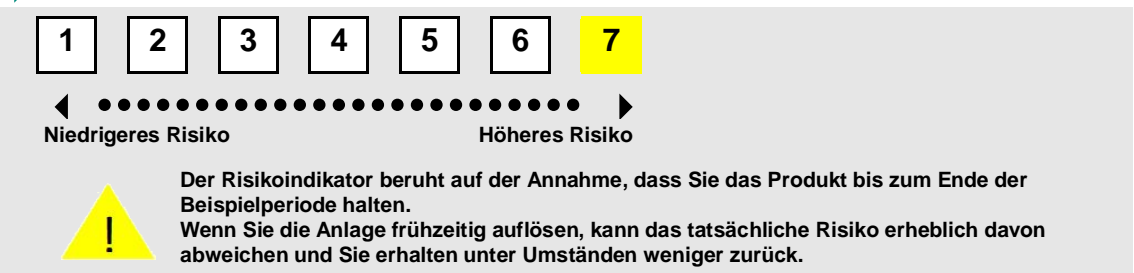 1 2 3 4 5 6 7
Niedrigeres Risiko Höheres Risiko
Der Risikoindikator beruht auf der Annahme, dass Sie das Produkt bis zum Ende der
Beispielperiode halten.
!
Wenn Sie die Anlage frühzeitig auflösen, kann das tatsächliche Risiko erheblich davon
abweichen und Sie erhalten unter Umständen weniger zurück.